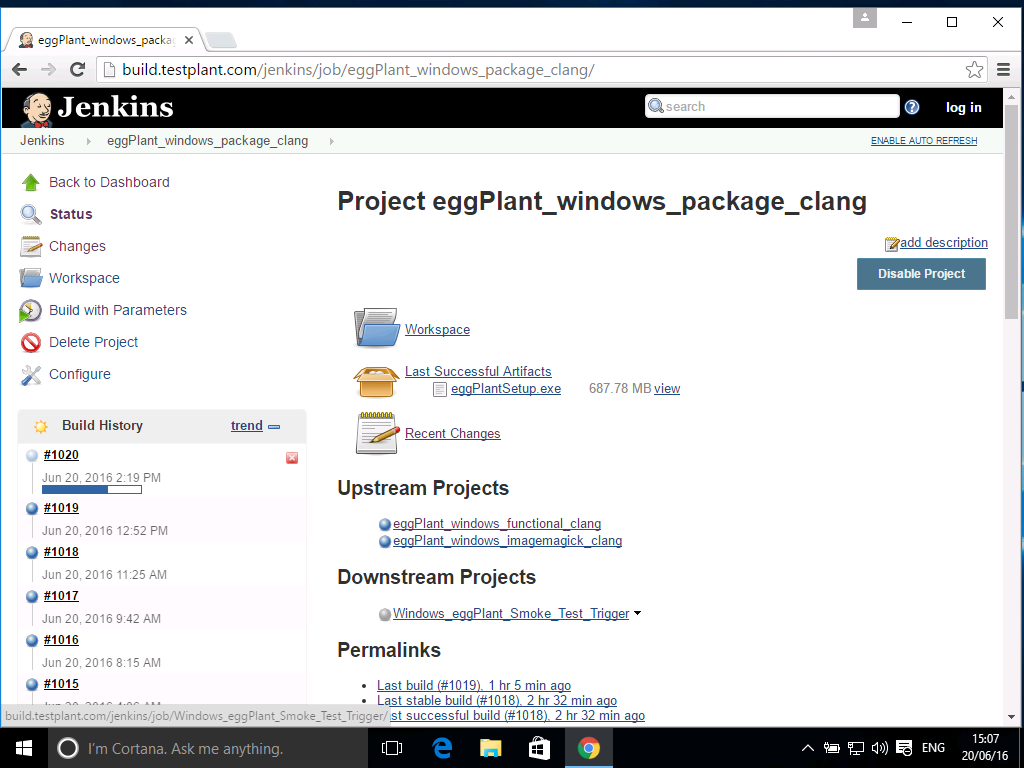 eggPlant_windows_packa
build.testplant.com/jenkins/job/eggPlant_windows_package_clang/
Jenkins
search
log in
Jenkins
eggPlant_windows_package_clang
ENABLE AUTO REFRESH
Back to Dashboard
Status
Changes
Workspace
Build with Parameters
Delete Project
Configure
Build History
trend
#1020
Jun 20, 2016 2:19 PM
#1019
Jun 20, 2016 12:52 PM
#1018
Jun 20, 2016 11:25 AM
#1017
Jun 20, 2016 9:42 AM
#1016
Jun 20, 2016 8:15 AM
#1015
Project eggPlant_windows_package_clang
add description
Disable Project
Workspace
Last Successful Artifacts
eggPlantSetup.exe 687.78 MB view
Recent Changes
Upstream Projects
eggPlant_windows_functional_clang
eggPlant_windows_imagemagick_clang
Downstream Projects
Windows_eggPlant_Smoke_Test_Trigger
Permalinks
Last build (#1019), 1 hr 5 min ago
Last stable build (#1018), 2 hr 32 min ago
st successful build (#1018), 2 hr 32 min ago
build.testplant.com/jenkins/job/Windows_eggPlant_Smoke_Test_Trigger/
I'm Cortana. Ask me anything.
ENG
15:07
20/06/16